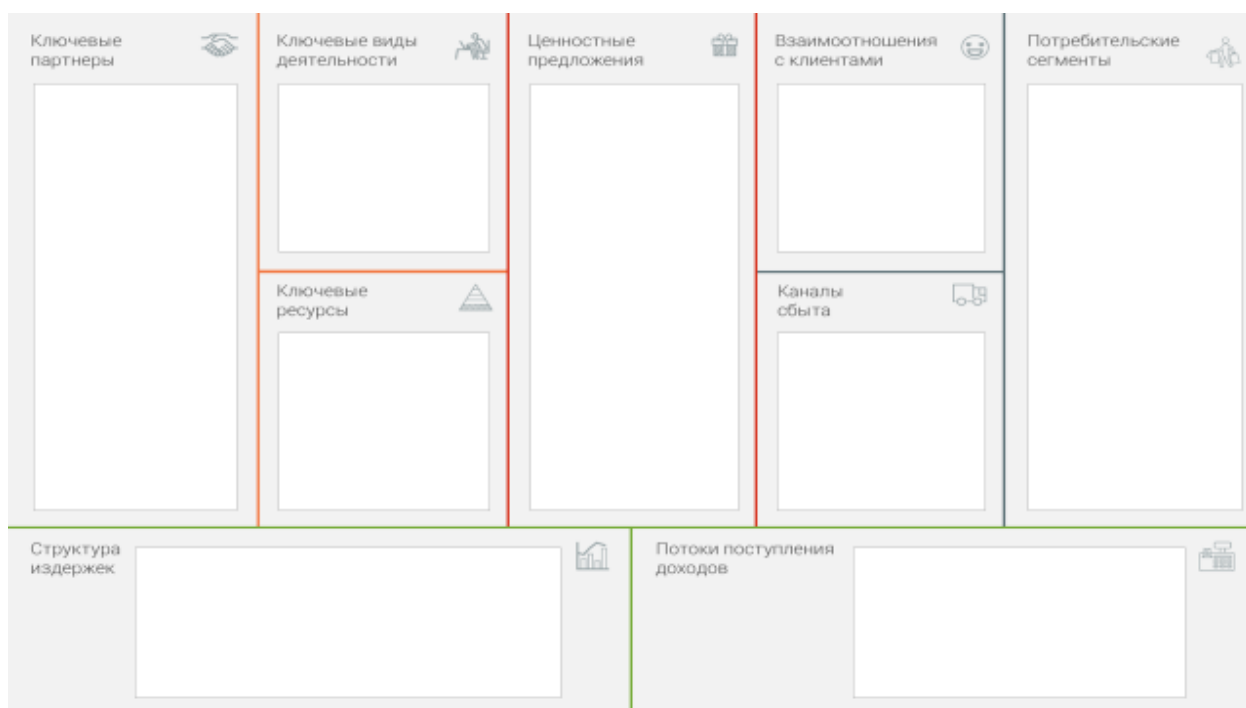 Ключевые
партнеры
Ключевые виды
деятельности
Ценностные
предложения
Взаимоотношения
с клиентами
Потребительские
сегменты
Ключевые
ресурсы
Каналы
сбыта
Структура
издержек
Потоки поступления
доходов